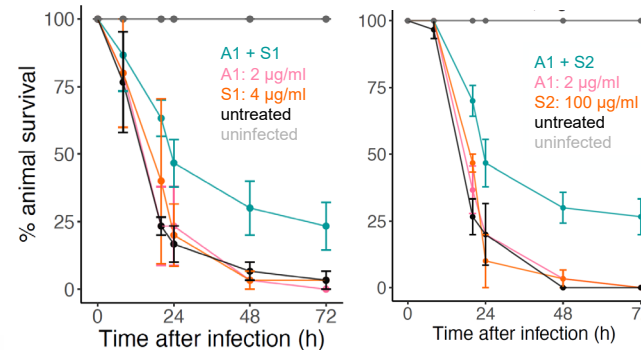 % animal survival
100
75
50
25
0
A1 + S1
A1: 2 µg/ml
S1: 4 µg/ml
untreated
uninfected
0 24 48 72
Time after infection (h)
100
75
50
25
0
A1 + S2
A1: 2 µg/ml
S2: 100 µg/ml
untreated
uninfected
0 24 48
Time after infection (h)